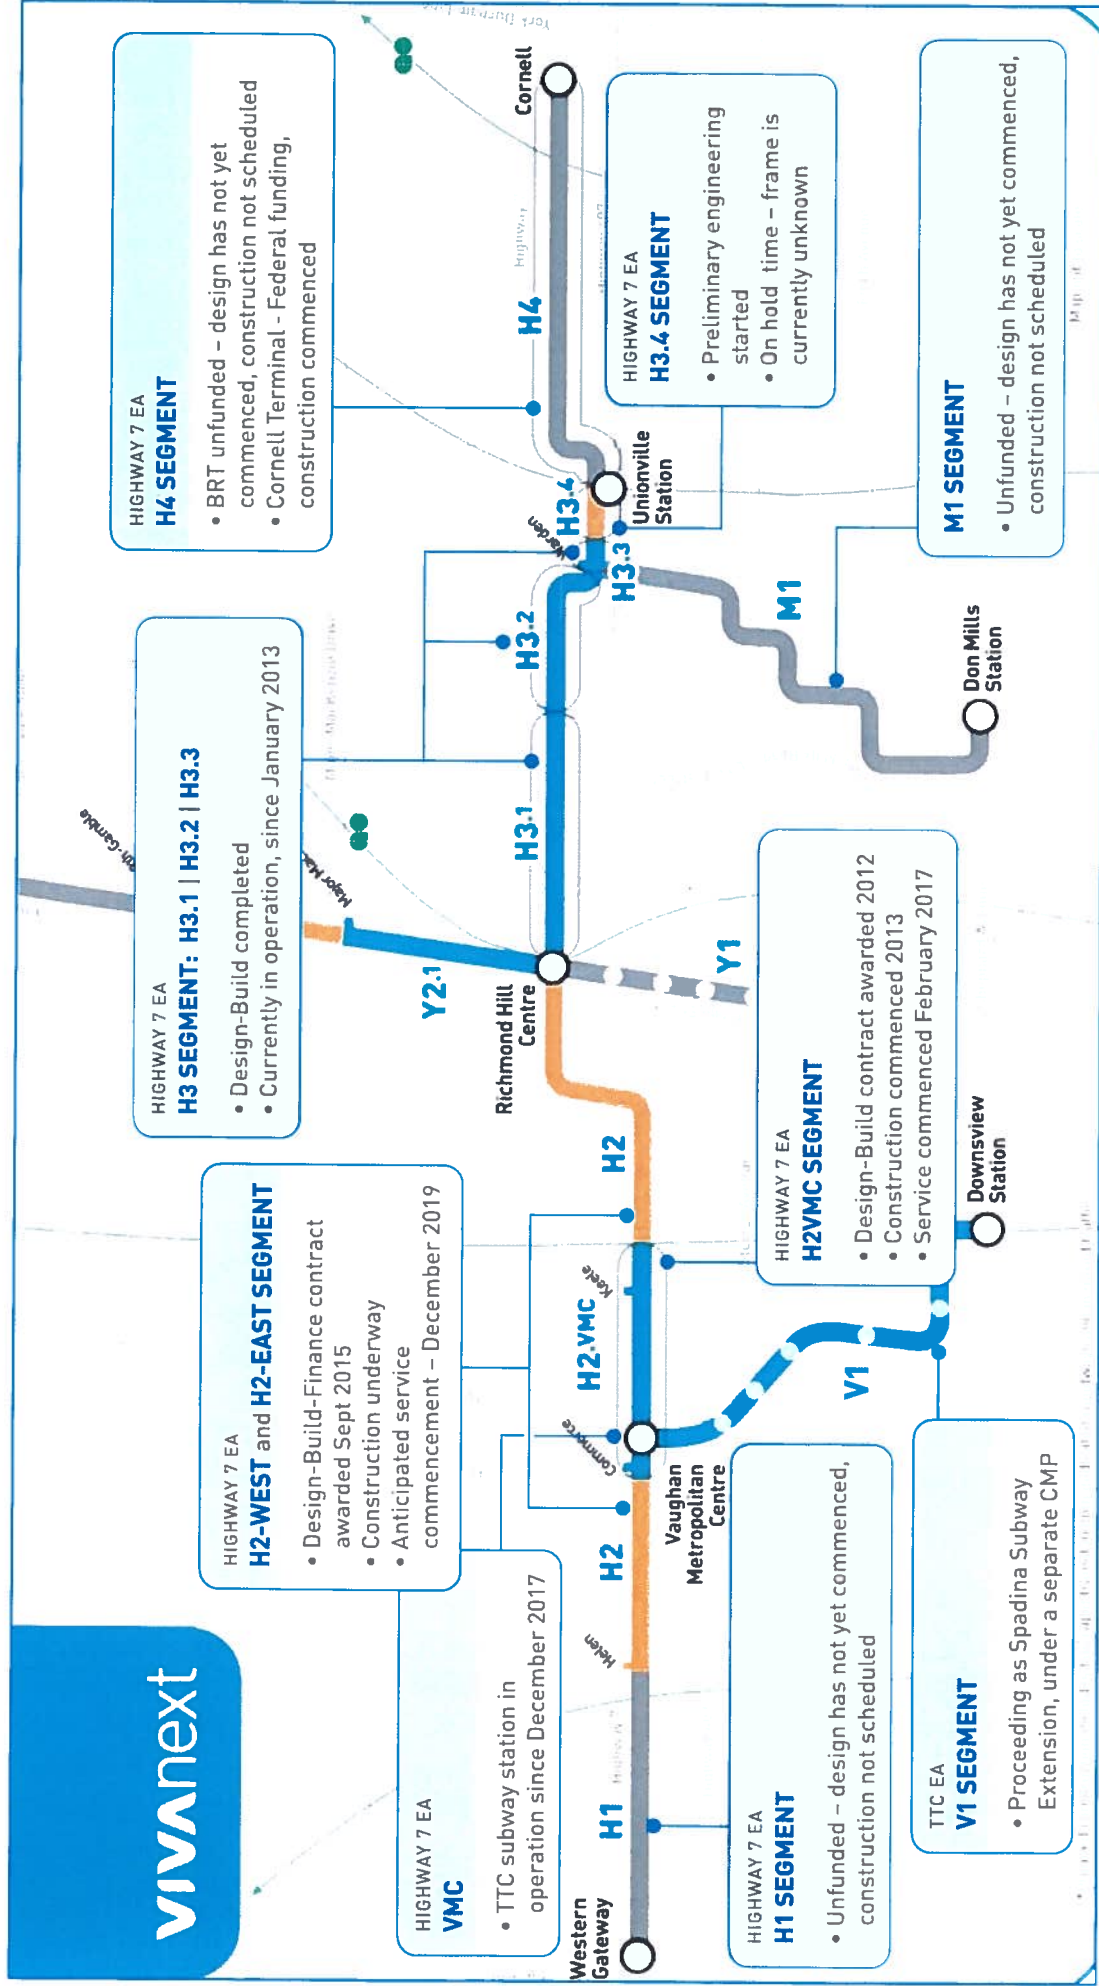 vivanext
HIGHWAY 7 EA
VMC
• TTC subway station in
operation since December 2017
HIGHWAY 7 EA
H2-WEST and H2-EAST SEGMENT
• Design-Build-Finance contract
awarded Sept 2015
• Construction underway
• Anticipated service
commencement – December 2019
HIGHWAY 7 EA
H3 SEGMENT: H3.1 | H3.2 | H3.3
• Design-Build completed
• Currently in operation, since January 2013
HIGHWAY 7 EA
H4 SEGMENT
• BRT unfunded – design has not yet
commenced, construction not scheduled
• Cornell Terminal - Federal funding,
construction commenced
Major Mac
Y2.1
Western
Gateway
H1
Helen
H2
Commerce
Vaughan
Metropolitan
Centre
H2.VMC
Keele
H2
Richmond Hill
Centre
Y1
H3.1
H3.2
H3.3
Warden
H3.4
Unionville
Station
H4
Highway
Cornell
M1
Don Mills
Station
V1
Downsview
Station
HIGHWAY 7 EA
H1 SEGMENT
• Unfunded – design has not yet commenced,
construction not scheduled
TTC EA
V1 SEGMENT
• Proceeding as Spadina Subway
Extension, under a separate CMP
HIGHWAY 7 EA
H2VMC SEGMENT
• Design-Build contract awarded 2012
• Construction commenced 2013
• Service commenced February 2017
HIGHWAY 7 EA
H3.4 SEGMENT
• Preliminary engineering
started
• On hold time – frame is
currently unknown
M1 SEGMENT
• Unfunded – design has not yet commenced,
construction not scheduled